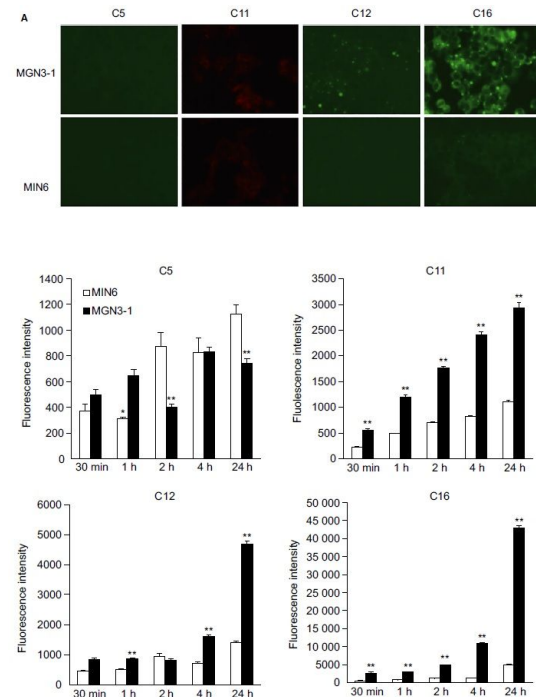 A
C5 C11 C12 C16
MGN3-1
MIN6
C5
1400
1200
1000
800
600
400
200
0
Fluorescence intensity
MIN6
MGN3-1
*
**
**
30 min 1 h 2 h 4 h 24 h
C11
3500
3000
2500
2000
1500
1000
500
0
Fluolescence intensity
**
**
**
**
**
30 min 1 h 2 h 4 h 24 h
C12
6000
5000
4000
3000
2000
1000
0
Fluorescence intensity
**
**
**
30 min 1 h 2 h 4 h 24 h
C16
50 000
45 000
40 000
35 000
30 000
25 000
20 000
15 000
10 000
5000
0
Fluorescence intensity
**
**
**
**
**
30 min 1 h 2 h 4 h 24 h